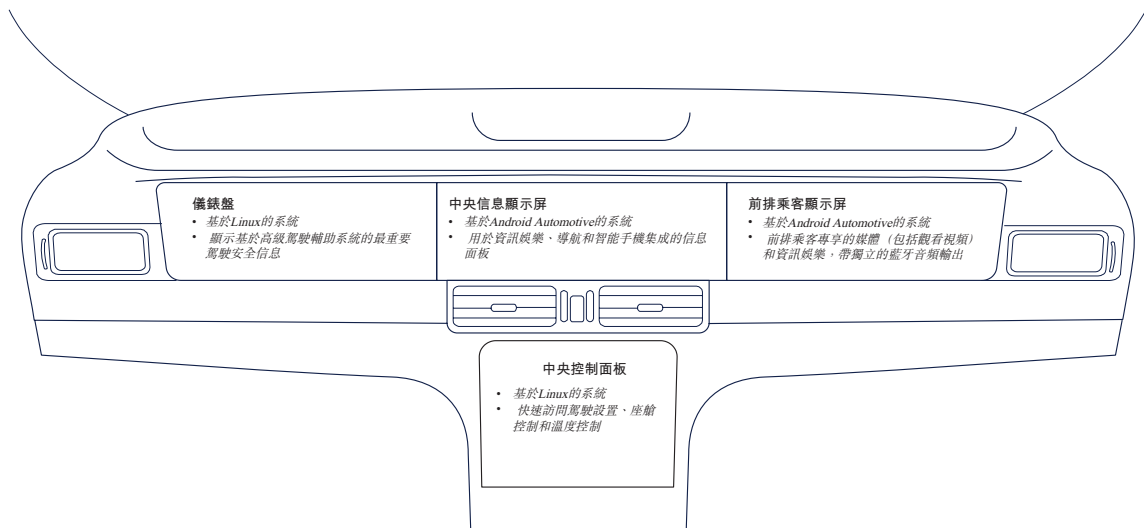 儀錶盤
• 基於Linux的系統
• 顯示基於高級駕駛輔助系統的最重要
駕駛安全信息
中央信息顯示屏
• 基於Android Automotive的系統
• 用於資訊娛樂、導航和智能手機集成的信息
面板
前排乘客顯示屏
• 基於Android Automotive的系統
• 前排乘客專享的媒體（包括觀看視頻）
和資訊娛樂，帶獨立的藍牙音頻輸出
中央控制面板
• 基於Linux的系統
• 快速訪問駕駛設置、座艙
控制和溫度控制